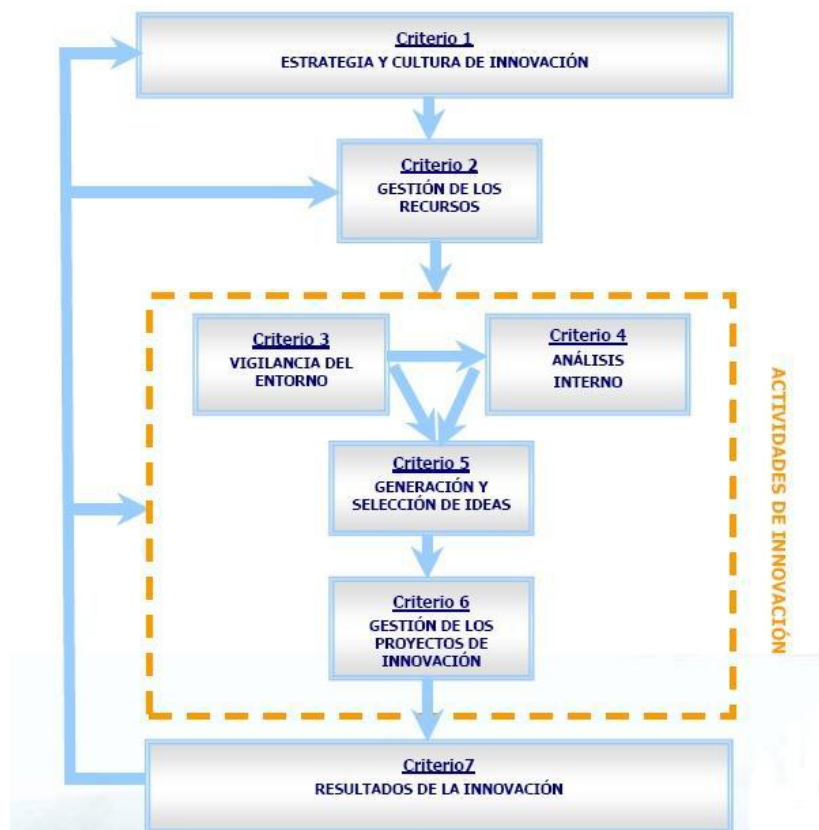 Criterio 1
ESTRATEGIA Y CULTURA DE INNOVACIÓN
Criterio 2
GESTIÓN DE LOS
RECURSOS
Criterio 3
VIGILANCIA DEL
ENTORNO
Criterio 4
ANÁLISIS
INTERNO
Criterio 5
GENERACIÓN Y
SELECCIÓN DE IDEAS
Criterio 6
GESTIÓN DE LOS
PROYECTOS DE
INNOVACIÓN
ACTIVIDADES DE INNOVACIÓN
Criterio7
RESULTADOS DE LA INNOVACIÓN